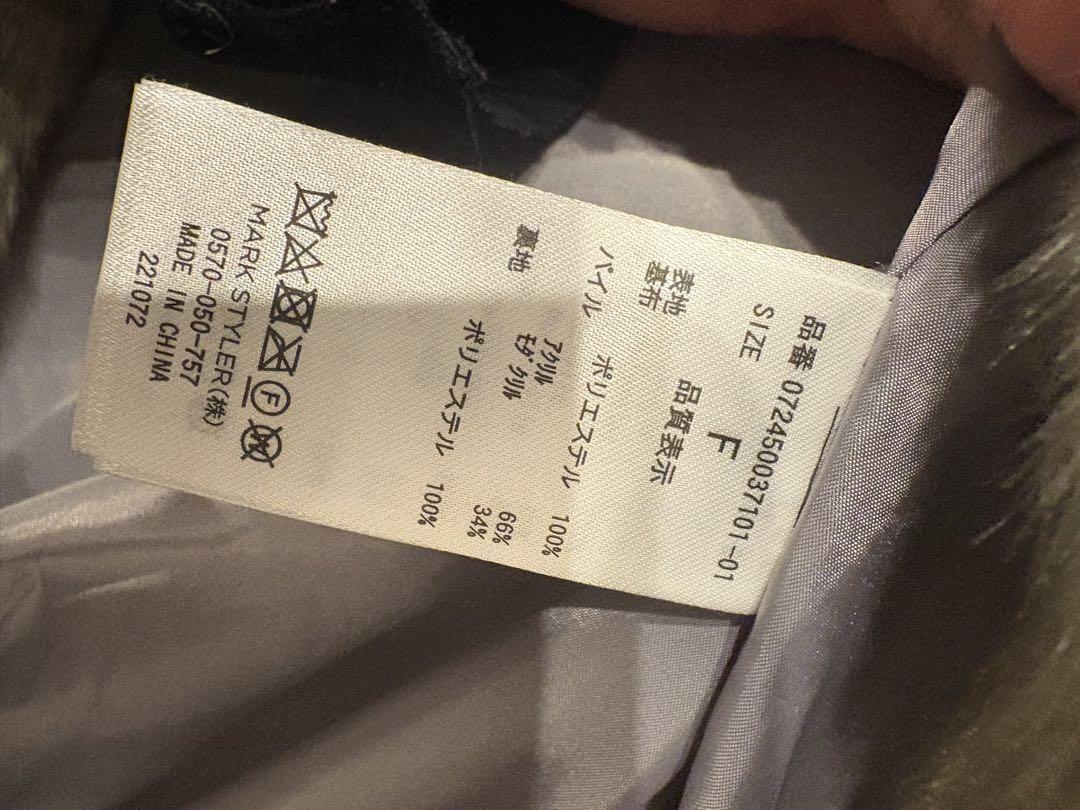 品番 072450037101-01
SIZE F
品質表示
表地
基布 ポリエステル 100%
パイル アクリル 66%
モダクリル 34%
裏地 ポリエステル 100%
F
W
MARK STYLER(株)
0570-050-757
MADE IN CHINA
221072